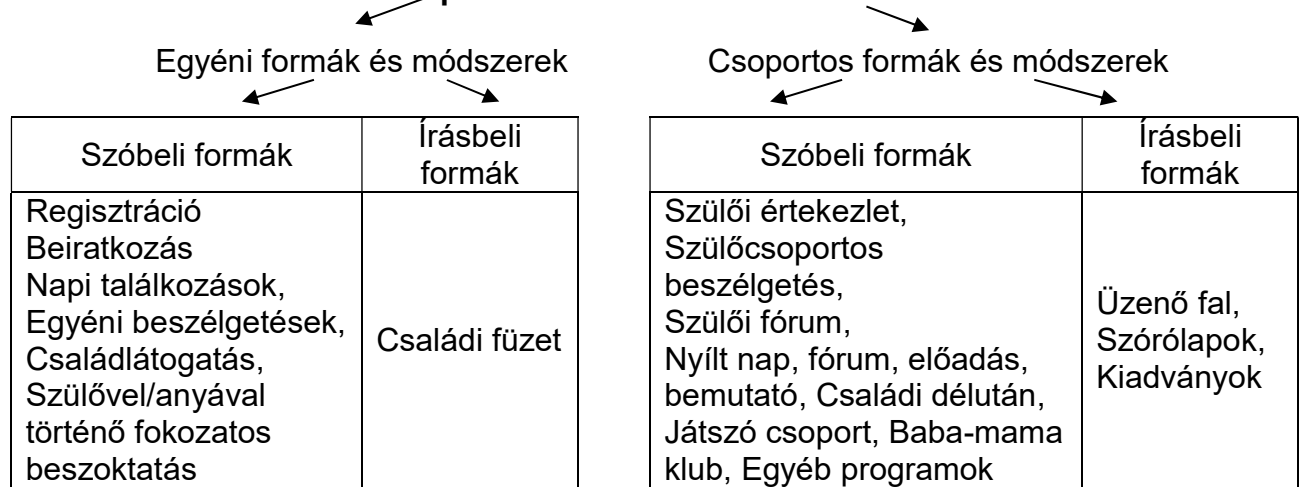 Egyéni formák és módszerek
Csoportos formák és módszerek
Szóbeli formák
Írásbeli
formák
Regisztráció
Beiratkozás
Napi találkozások,
Egyéni beszélgetések,
Családlátogatás,
Szülővel/anyával
történő fokozatos
beszoktatás
Családi füzet
Szóbeli formák
Írásbeli
formák
Szülői értekezlet,
Szülőcsoportos
beszélgetés,
Szülői fórum,
Nyílt nap, fórum, előadás,
bemutató, Családi délután,
Játszó csoport, Baba-mama
klub, Egyéb programok
Üzenő fal,
Szórólapok,
Kiadványok